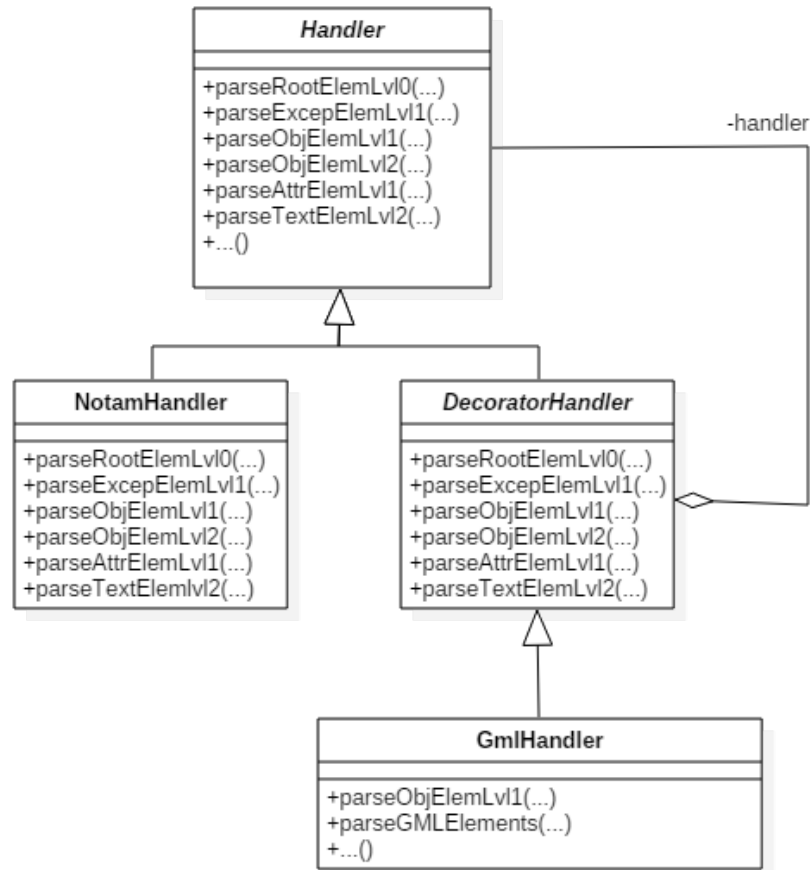 Handler
+parseRootElemLvl0(...)
+parseExcepElemLvl1(...)
+parseObjElemLvl1(...)
+parseObjElemLvl2(...)
+parseAttrElemLvl1(...)
+parseTextElemLvl2(...)
+...()
-handler
NotamHandler
+parseRootElemLvl0(...)
+parseExcepElemLvl1(...)
+parseObjElemLvl1(...)
+parseObjElemLvl2(...)
+parseAttrElemLvl1(...)
+parseTextElemlvl2(...)
DecoratorHandler
+parseRootElemLvl0(...)
+parseExcepElemLvl1(...)
+parseObjElemLvl1(...)
+parseObjElemLvl2(...)
+parseAttrElemLvl1(...)
+parseTextElemLvl2(...)
GmlHandler
+parseObjElemLvl1(...)
+parseGMLElements(...)
+...()